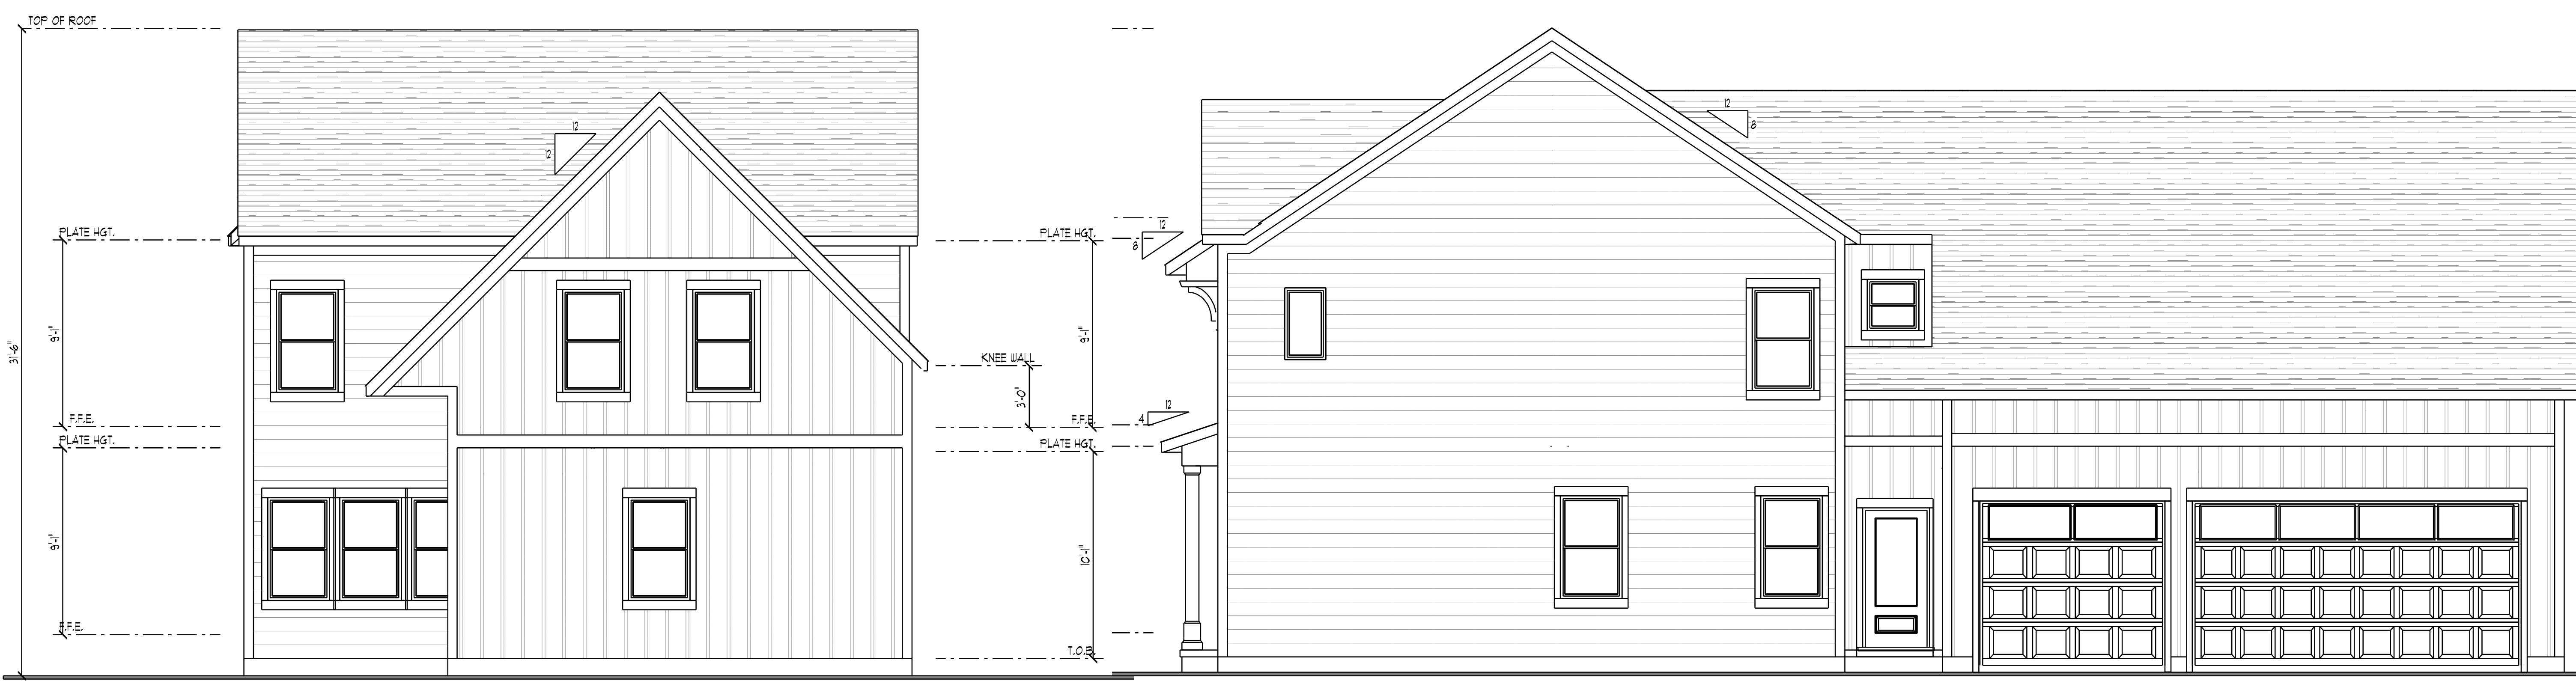 TOP OF ROOF
31'-6"
PLATE HGT.
9'-1"
F.F.E.
PLATE HGT.
9'-1"
F.F.E.
12
12
PLATE HGT.
9'-1"
KNEE WALL
3'-0"
F.F.E.
PLATE HGT.
10'-1"
T.O.B.
12
8
12
4
12
8